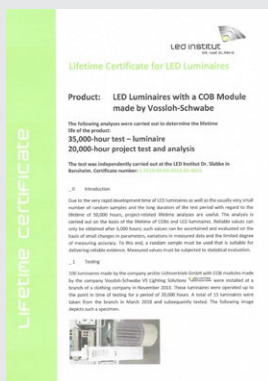 LED Institut
Lifetime Certificate for LED Luminaires
Product: LED Luminaires with a COB Module
made by Vossloh-Schwabe
The following analyses were carried out to determine the lifetime
life of the product:
35,000-hour test – luminaire
20,000-hour project test and analysis
The test was independently carried out at the LED Institut Dr. Slabke in
Bensheim. Certificate number:
_0 Introduction
Due to the very rapid development time of LED luminaires as well as the usually very small
number of random samples and the long duration of the test period with regard to the
lifetime of 50,000 hours, project-related lifetime analyses are useful. The analysis is
carried out on the basis of the lifetime of COBs and LED luminaires. Reliable values can
only be obtained after 6,000 hours; such values can be ascertained and evaluated on the
basis of small changes in parameters, variations in measured data and the limited degree
of measuring accuracy. To this end, a random sample must be used that is suitable for
delivering reliable evidence. Measured values must be subjected to statistical evaluation.
_1 Testing
100 luminaires made by the company Lichtvertrieb GmbH with COB modules made
by the company Vossloh-Schwabe VS Lighting Solutions were installed at a
branch of a clothing company in November 2015. These luminaires were operated up to
the point in time of testing for a period of 20,000 hours. A total of 15 luminaires were
taken from the branch in March 2018 and subsequently tested. The following image
depicts such a specimen.
Lifetime certificate